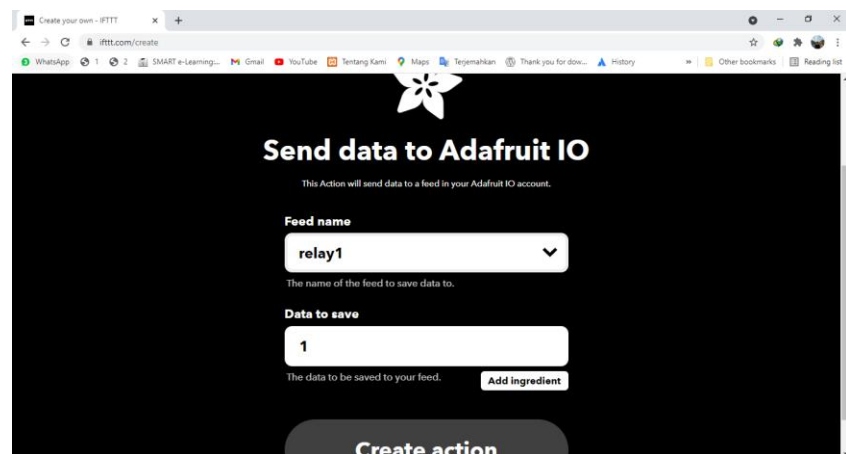 Create your own - IFTTT
ifttt.com/create
WhatsApp 1 2 SMART e-Learning:... Gmail YouTube Tentang Kami Maps Terjemahkan Thank you for dow... History » Other bookmarks Reading list
Send data to Adafruit IO
This Action will send data to a feed in your Adafruit IO account.
Feed name
relay1
The name of the feed to save data to.
Data to save
1
The data to be saved to your feed.
Add ingredient
Create action